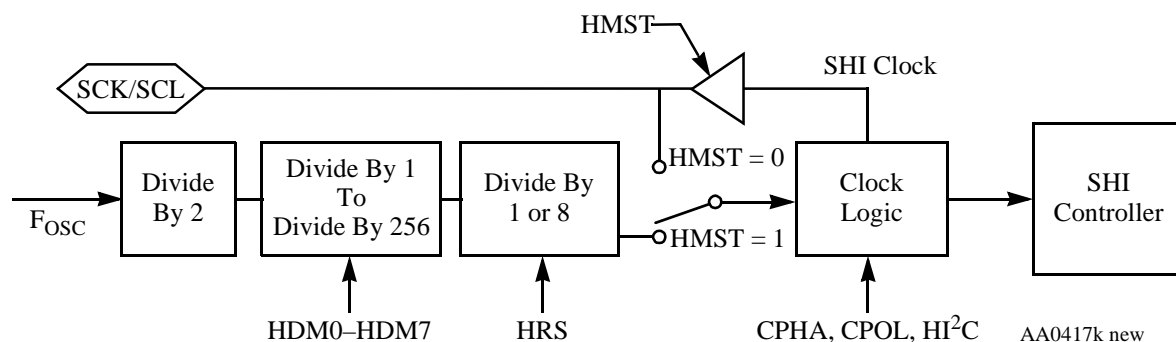 HMST
SHI Clock
SCK/SCL
HMST = 0
Divide
By 2
Divide By 1
To
Divide By 256
Divide By
1 or 8
Clock
Logic
SHI
Controller
F_OSC
HMST = 1
HDM0–HDM7
HRS
CPHA, CPOL, HI²C
AA0417k new